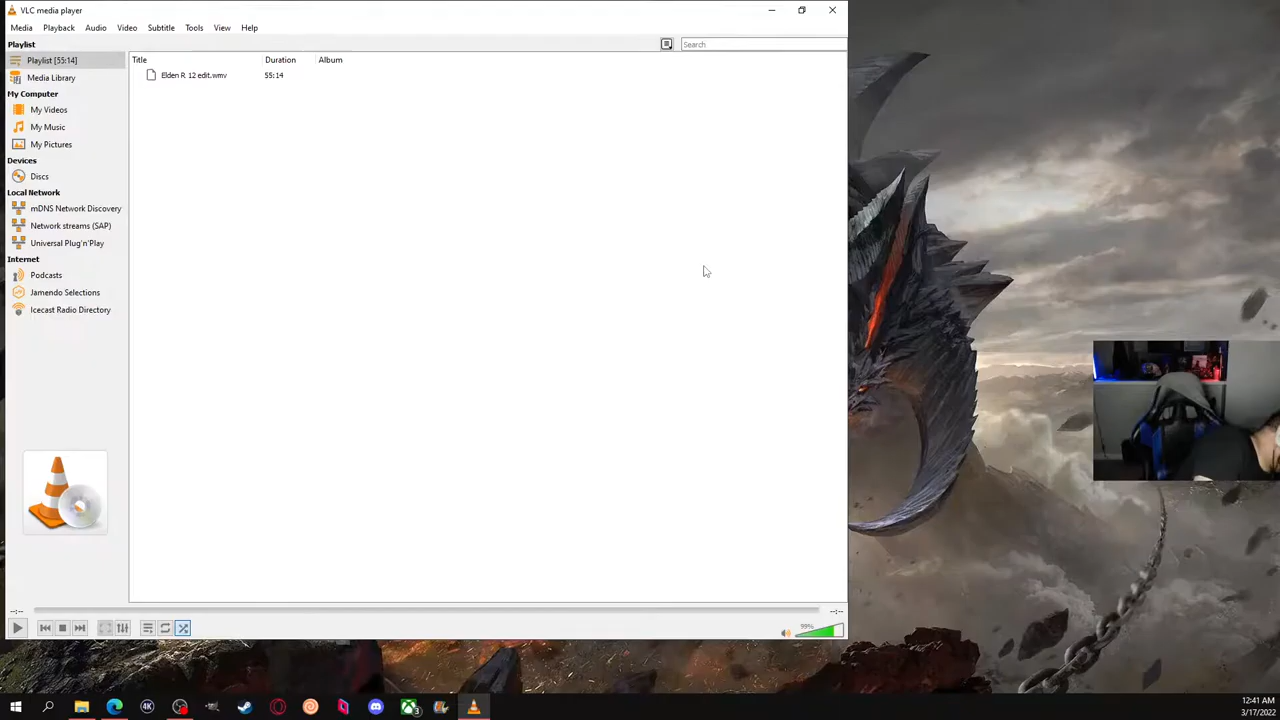 VLC media player
Media Playback Audio Video Subtitle Tools View Help
Playlist
Search
Playlist [55:14]
Media Library
My Computer
My Videos
My Music
My Pictures
Devices
Discs
Local Network
mDNS Network Discovery
Network streams (SAP)
Universal Plug'n'Play
Internet
Podcasts
Jamendo Selections
Icecast Radio Directory
Title Duration Album
Elden R 12 edit.wmv 55:14
--:-- --:--
99%
4K
3
12:41 AM
3/17/2022